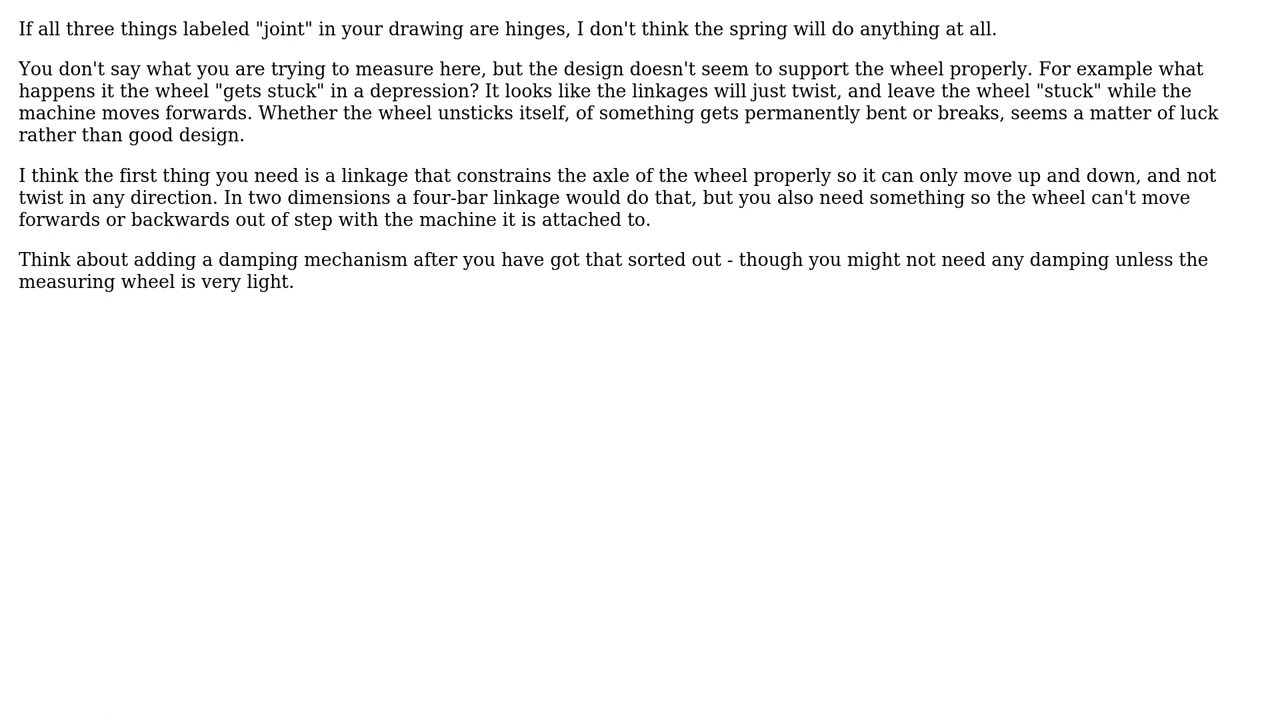 If all three things labeled "joint" in your drawing are hinges, I don't think the spring will do anything at all.
You don't say what you are trying to measure here, but the design doesn't seem to support the wheel properly. For example what
happens it the wheel "gets stuck" in a depression? It looks like the linkages will just twist, and leave the wheel "stuck" while the
machine moves forwards. Whether the wheel unsticks itself, of something gets permanently bent or breaks, seems a matter of luck
rather than good design.
I think the first thing you need is a linkage that constrains the axle of the wheel properly so it can only move up and down, and not
twist in any direction. In two dimensions a four-bar linkage would do that, but you also need something so the wheel can't move
forwards or backwards out of step with the machine it is attached to.
Think about adding a damping mechanism after you have got that sorted out - though you might not need any damping unless the
measuring wheel is very light.